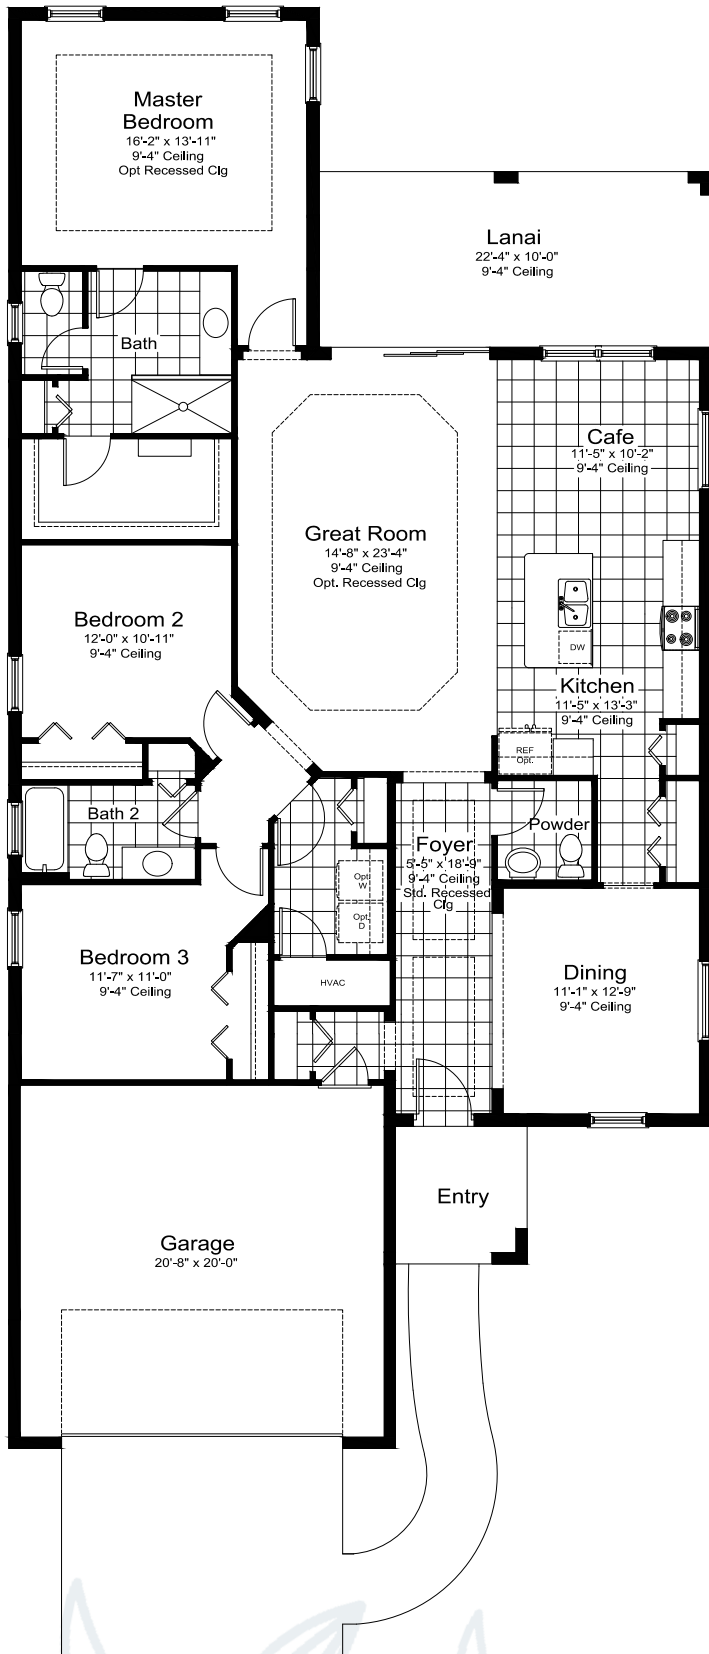 Master
Bedroom
16'-2" x 13'-11"
9'-4" Ceiling
Opt Recessed Clg
Lanai
22'-4" x 10'-0"
9'-4" Ceiling
Bath
Cafe
11'-5" x 10'-2"
9'-4" Ceiling
Great Room
14'-8" x 23'-4"
9'-4" Ceiling
Opt. Recessed Clg
Bedroom 2
12'-0" x 10'-11"
9'-4" Ceiling
DW
Kitchen
11'-5" x 13'-3"
9'-4" Ceiling
REF
Opt.
Bath 2
Powder
Foyer
5'-5" x 18'-9"
9'-4" Ceiling
Std. Recessed
Clg
Opt.
W
Opt.
D
Bedroom 3
11'-7" x 11'-0"
9'-4" Ceiling
HVAC
Dining
11'-1" x 12'-9"
9'-4" Ceiling
Entry
Garage
20'-8" x 20'-0"